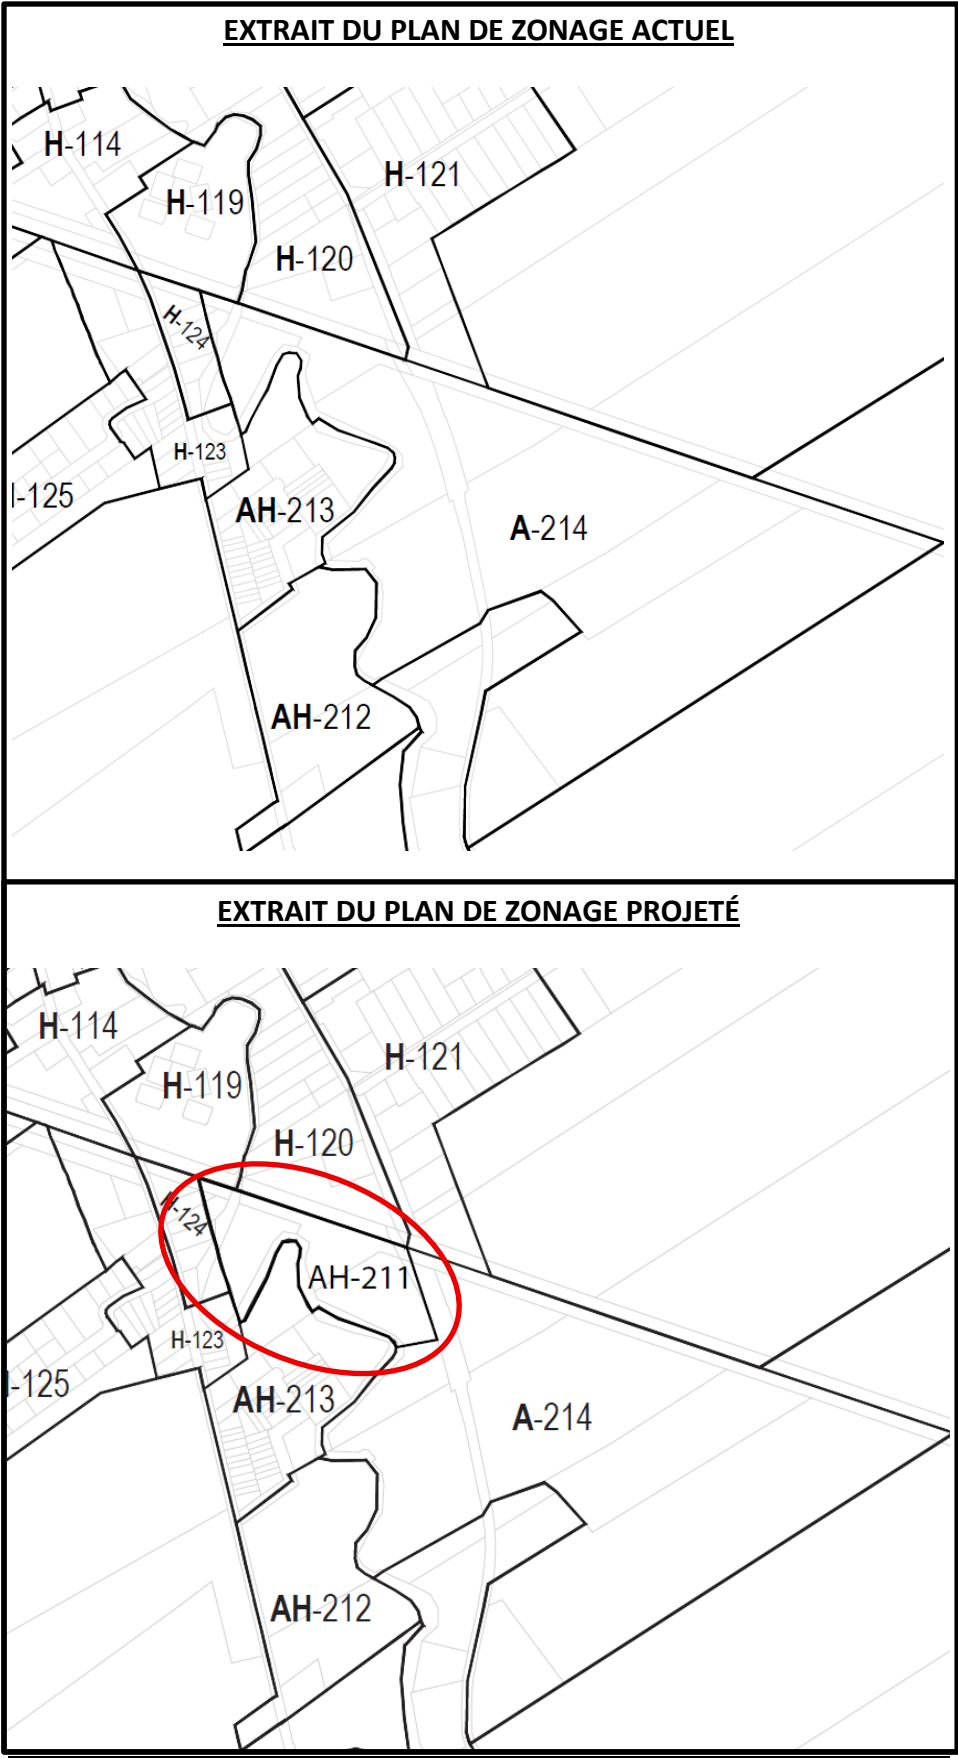 EXTRAIT DU PLAN DE ZONAGE ACTUEL
H-114
H-121
H-119
H-120
H-124
H-123
I-125
AH-213
A-214
AH-212
EXTRAIT DU PLAN DE ZONAGE PROJETÉ
H-114
H-121
H-119
H-120
H-124
AH-211
H-123
-125
AH-213
A-214
AH-212